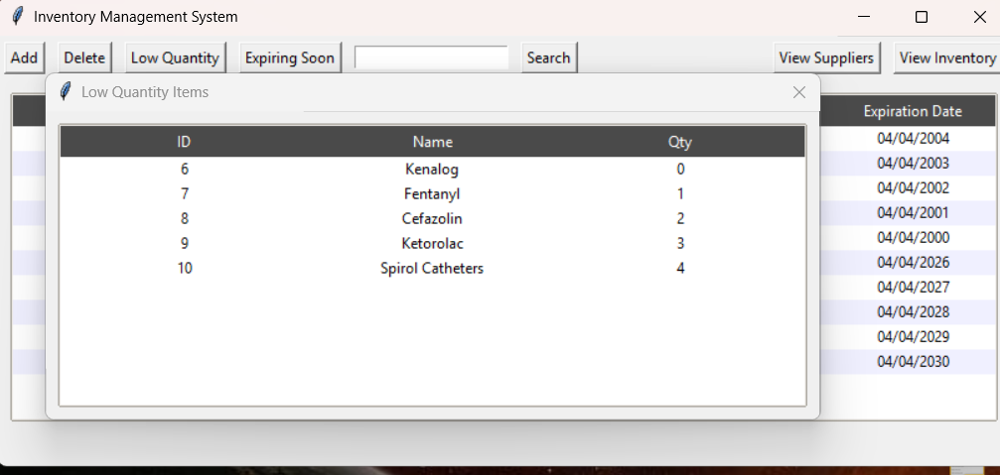 Inventory Management System
Add Delete Low Quantity Expiring Soon Search View Suppliers View Inventory
Low Quantity Items
ID Name Qty
6 Kenalog 0
7 Fentanyl 1
8 Cefazolin 2
9 Ketorolac 3
10 Spirol Catheters 4
Expiration Date
04/04/2004
04/04/2003
04/04/2002
04/04/2001
04/04/2000
04/04/2026
04/04/2027
04/04/2028
04/04/2029
04/04/2030